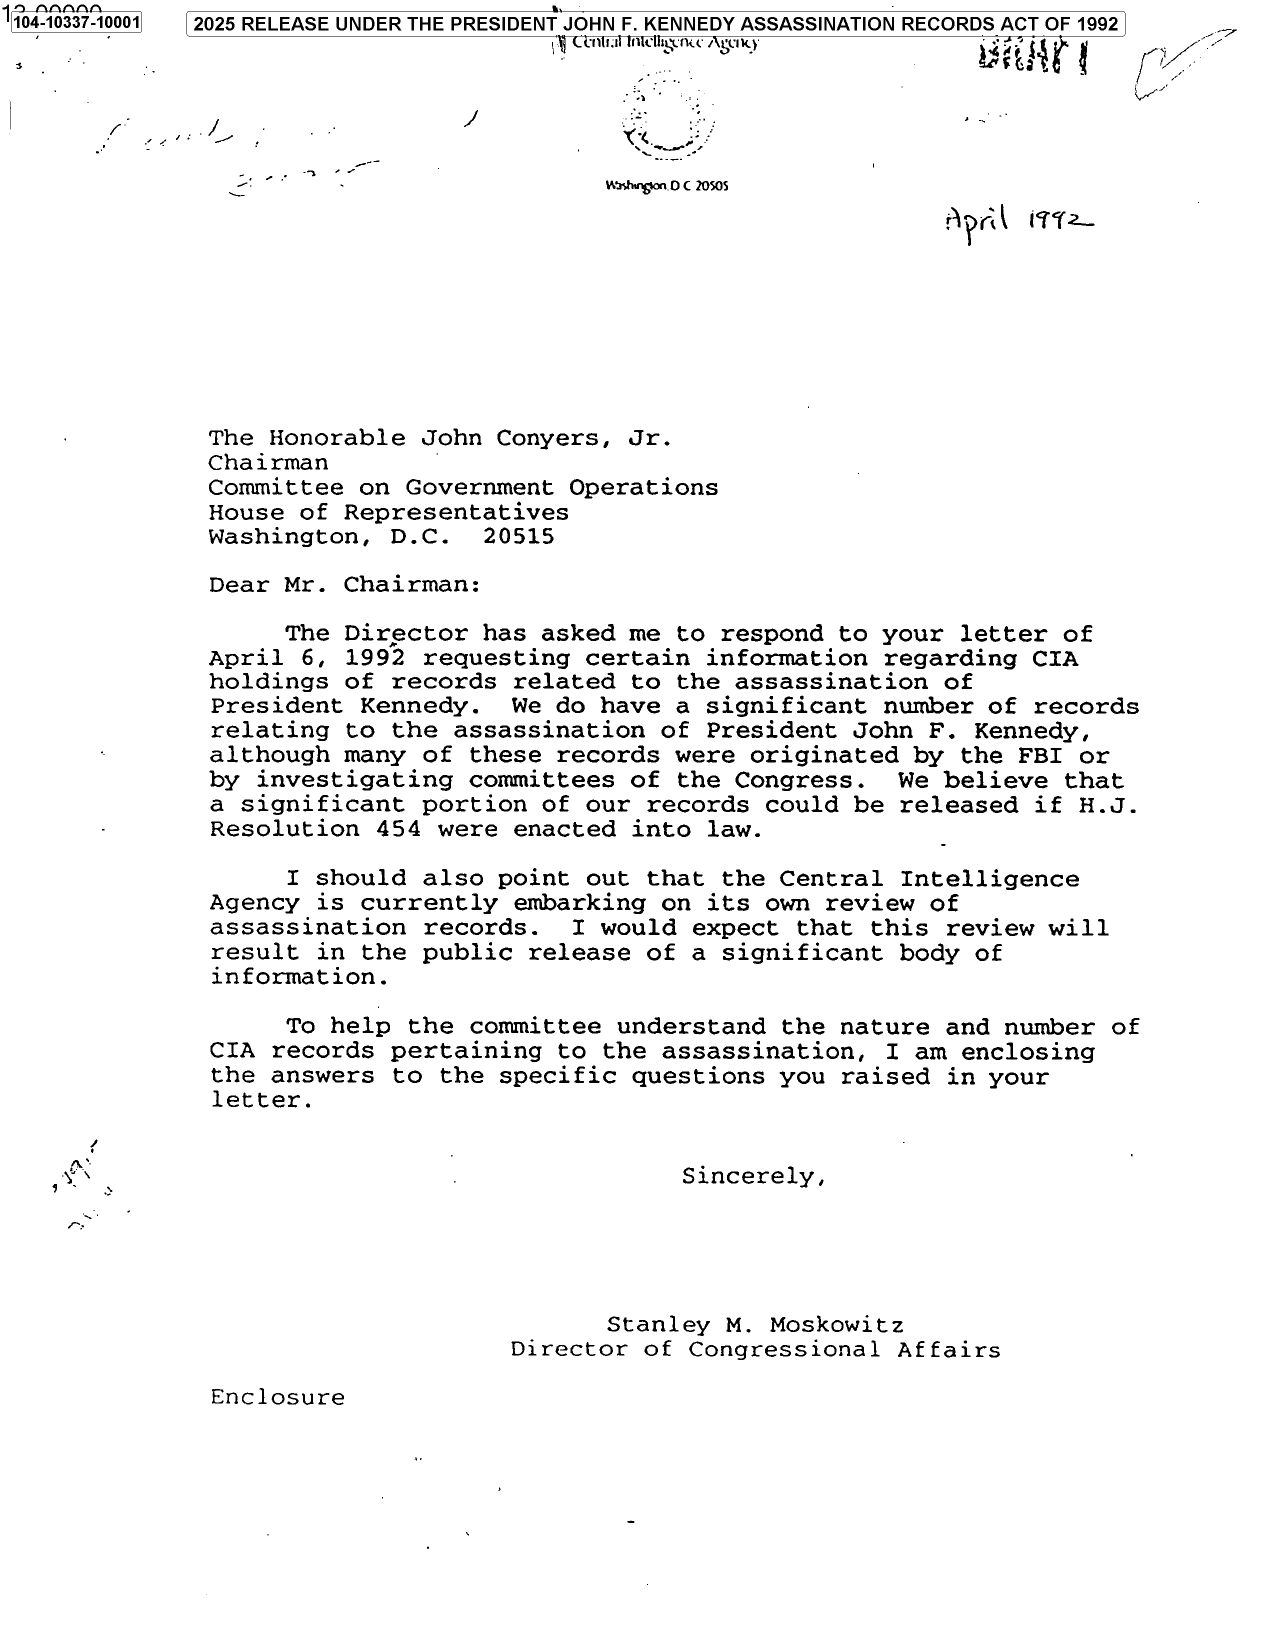 104-10337-10001
2025 RELEASE UNDER THE PRESIDENT JOHN F. KENNEDY ASSASSINATION RECORDS ACT OF 1992
Central Intelligence Agency
DRAFT
Washington, D C 20505
April 1992
The Honorable John Conyers, Jr.
Chairman
Committee on Government Operations
House of Representatives
Washington, D.C. 20515
Dear Mr. Chairman:
The Director has asked me to respond to your letter of
April 6, 1992 requesting certain information regarding CIA
holdings of records related to the assassination of
President Kennedy. We do have a significant number of records
relating to the assassination of President John F. Kennedy,
although many of these records were originated by the FBI or
by investigating committees of the Congress. We believe that
a significant portion of our records could be released if H.J.
Resolution 454 were enacted into law.
I should also point out that the Central Intelligence
Agency is currently embarking on its own review of
assassination records. I would expect that this review will
result in the public release of a significant body of
information.
To help the committee understand the nature and number of
CIA records pertaining to the assassination, I am enclosing
the answers to the specific questions you raised in your
letter.
Sincerely,
Stanley M. Moskowitz
Director of Congressional Affairs
Enclosure